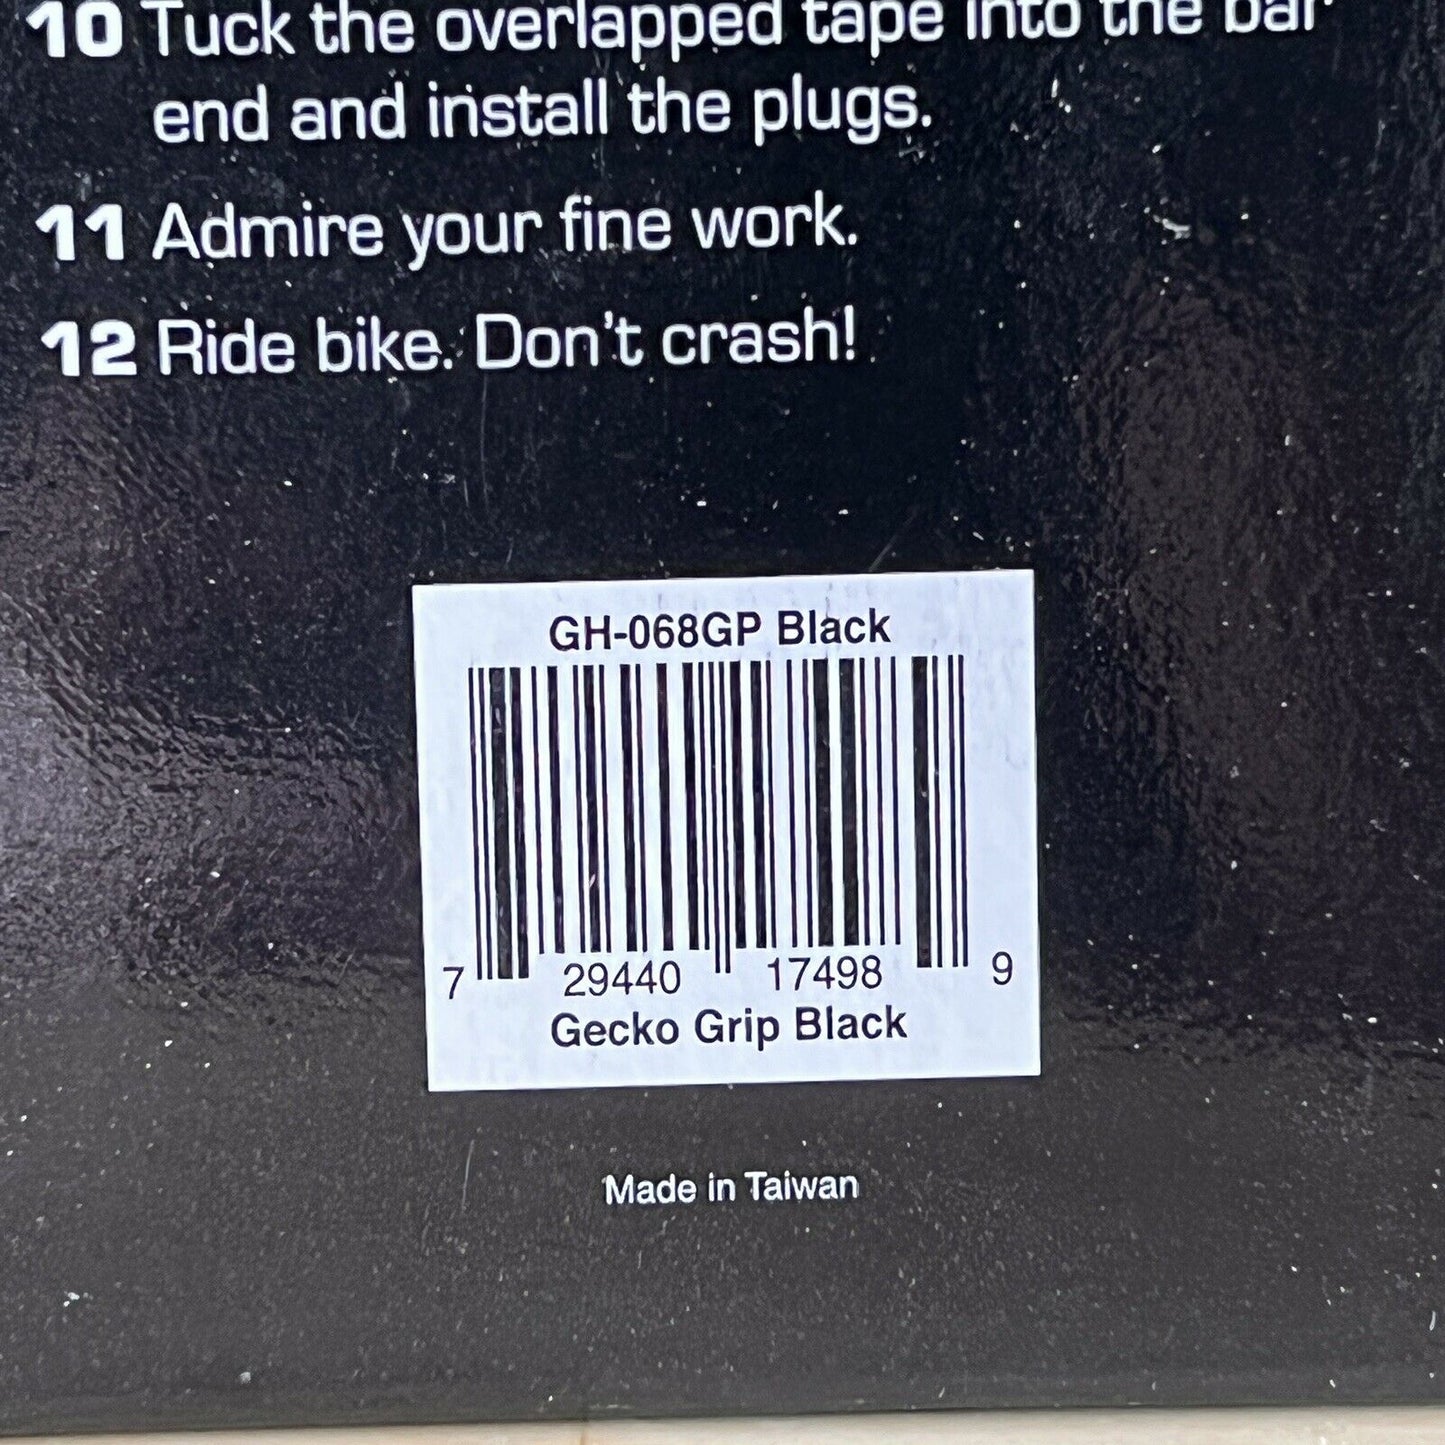 10 Tuck the overlapped tape into the bar
end and install the plugs.
11 Admire your fine work.
12 Ride bike. Don't crash!
GH-068GP Black
7 29440 17498 9
Gecko Grip Black
Made in Taiwan